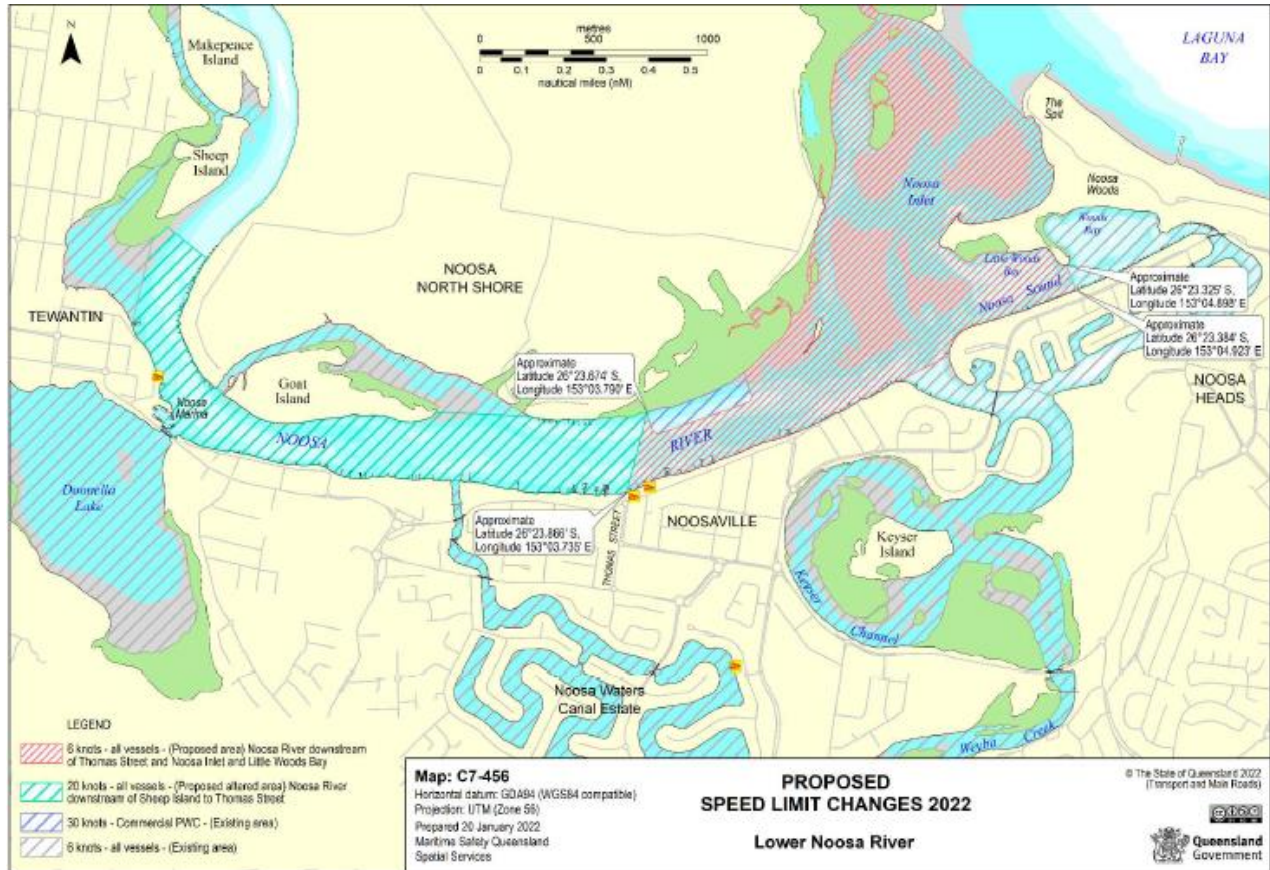 N
Makepeace
Island
metres
0 500 1000
0 0.1 0.2 0.3 0.4 0.5
nautical miles (nM)
LAGUNA
BAY
The Spit
Sheep
Island
Noosa
Woods
Noosa
Inlet
Woods
Bay
NOOSA
NORTH SHORE
Little Woods
Bay
Noosa Sound
Approximate
Latitude 26°23.325' S,
Longitude 153°04.898' E
TEWANTIN
Approximate
Latitude 26°23.384' S,
Longitude 153°04.923' E
Approximate
Latitude 26°23.674' S,
Longitude 153°03.790' E
Goat
Island
NOOSA
HEADS
Noosa
Marina
NOOSA
RIVER
Doonella
Lake
Approximate
Latitude 26°23.866' S,
Longitude 153°03.735' E
THOMAS STREET
NOOSAVILLE
Keyser
Island
Keyser
Channel
Noosa Waters
Canal Estate
Weyba Creek
LEGEND
6 knots - all vessels - (Proposed area) Noosa River downstream
of Thomas Street and Noosa Inlet and Little Woods Bay
20 knots - all vessels - (Proposed altered area) Noosa River
downstream of Sheep Island to Thomas Street
30 knots - Commercial PWC - (Existing area)
6 knots - all vessels - (Existing area)
Map: C7-456
Horizontal datum: GDA94 (WGS84 compatible)
Projection: UTM (Zone 56)
Prepared 20 January 2022
Maritime Safety Queensland
Spatial Services
PROPOSED
SPEED LIMIT CHANGES 2022
Lower Noosa River
© The State of Queensland 2022
(Transport and Main Roads)
Queensland
Government